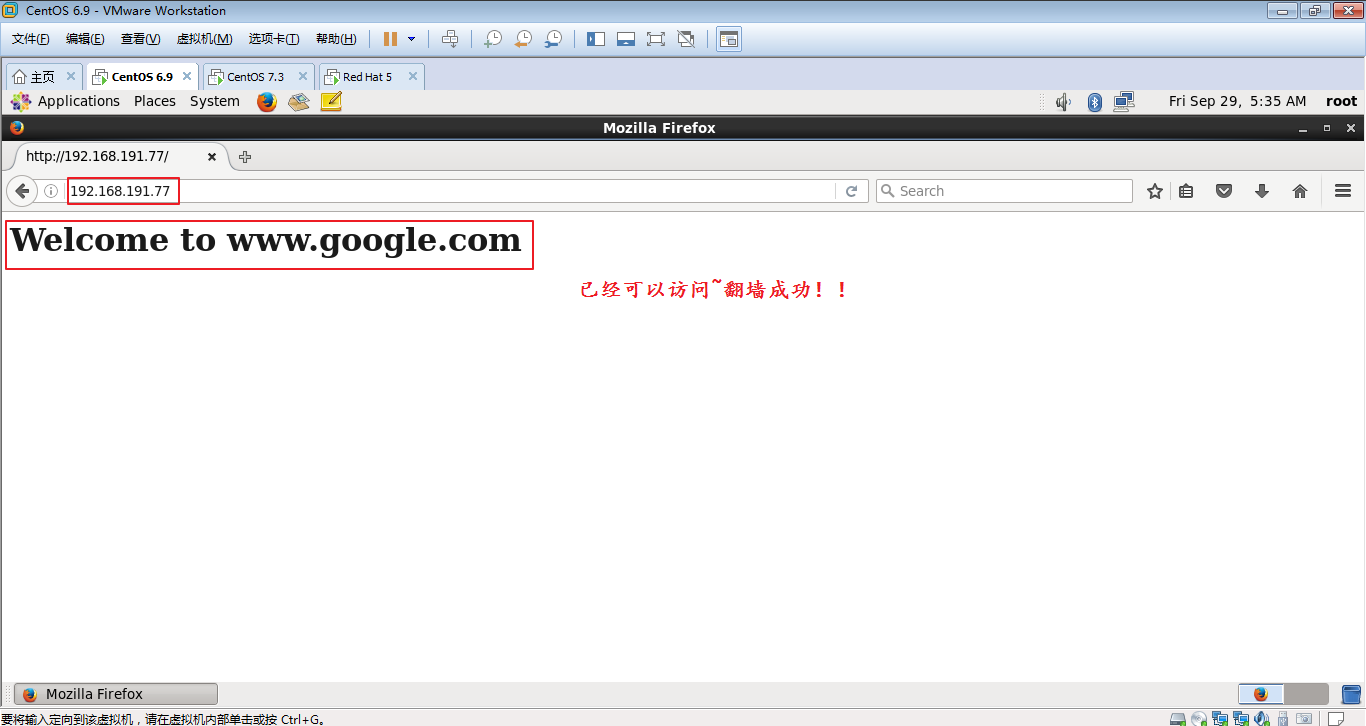 CentOS 6.9 - VMware Workstation
文件(F) 编辑(E) 查看(V) 虚拟机(M) 选项卡(T) 帮助(H)
主页 CentOS 6.9 CentOS 7.3 Red Hat 5
Applications Places System Fri Sep 29, 5:35 AM root
Mozilla Firefox
http://192.168.191.77/
192.168.191.77 Search
Welcome to www.google.com
已经可以访问~翻墙成功！！
Mozilla Firefox
要将输入定向到该虚拟机，请在虚拟机内部单击或按 Ctrl+G。